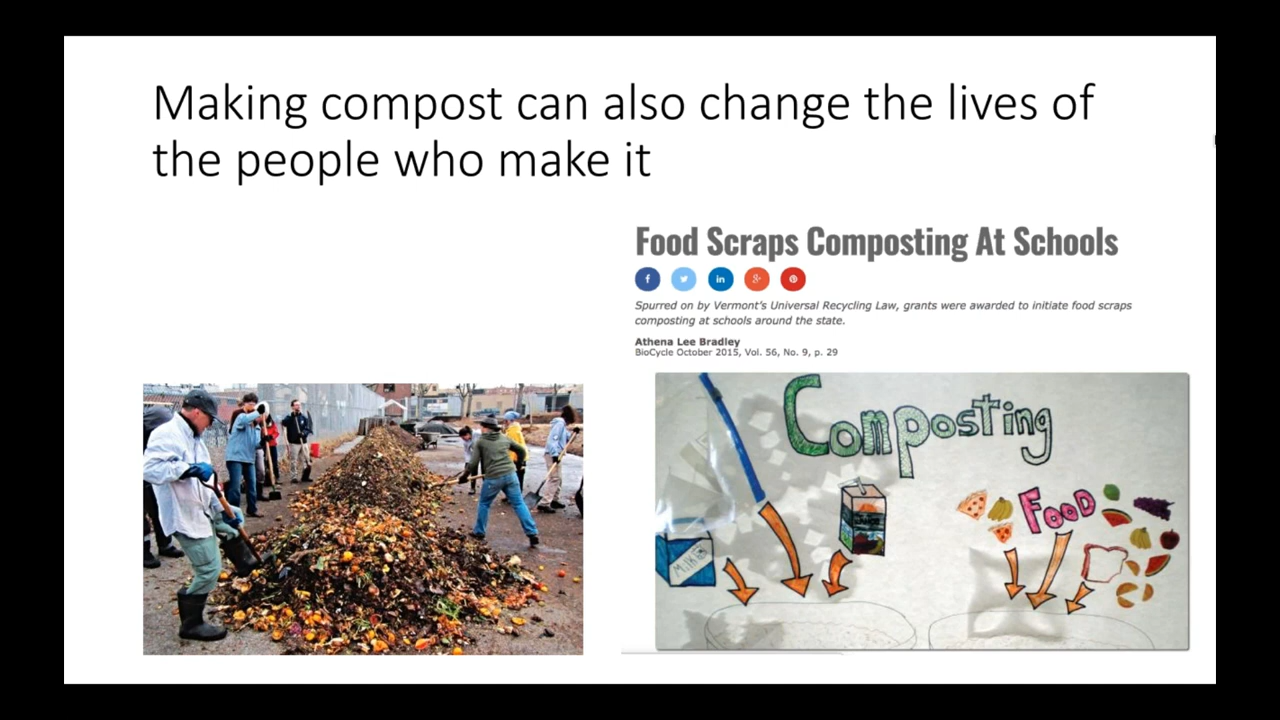 Making compost can also change the lives of
the people who make it
Food Scraps Composting At Schools
f
in
g+
Spurred on by Vermont's Universal Recycling Law, grants were awarded to initiate food scraps
composting at schools around the state.
Athena Lee Bradley
BioCycle October 2015, Vol. 56, No. 9, p. 29
Composting
Food
MILK